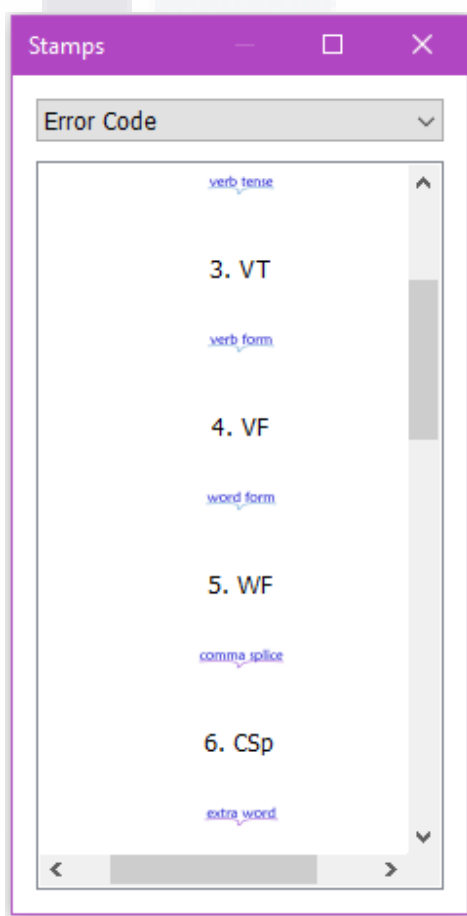 Stamps
Error Code
verb tense
3. VT
verb form
4. VF
word form
5. WF
comma splice
6. CSp
extra word